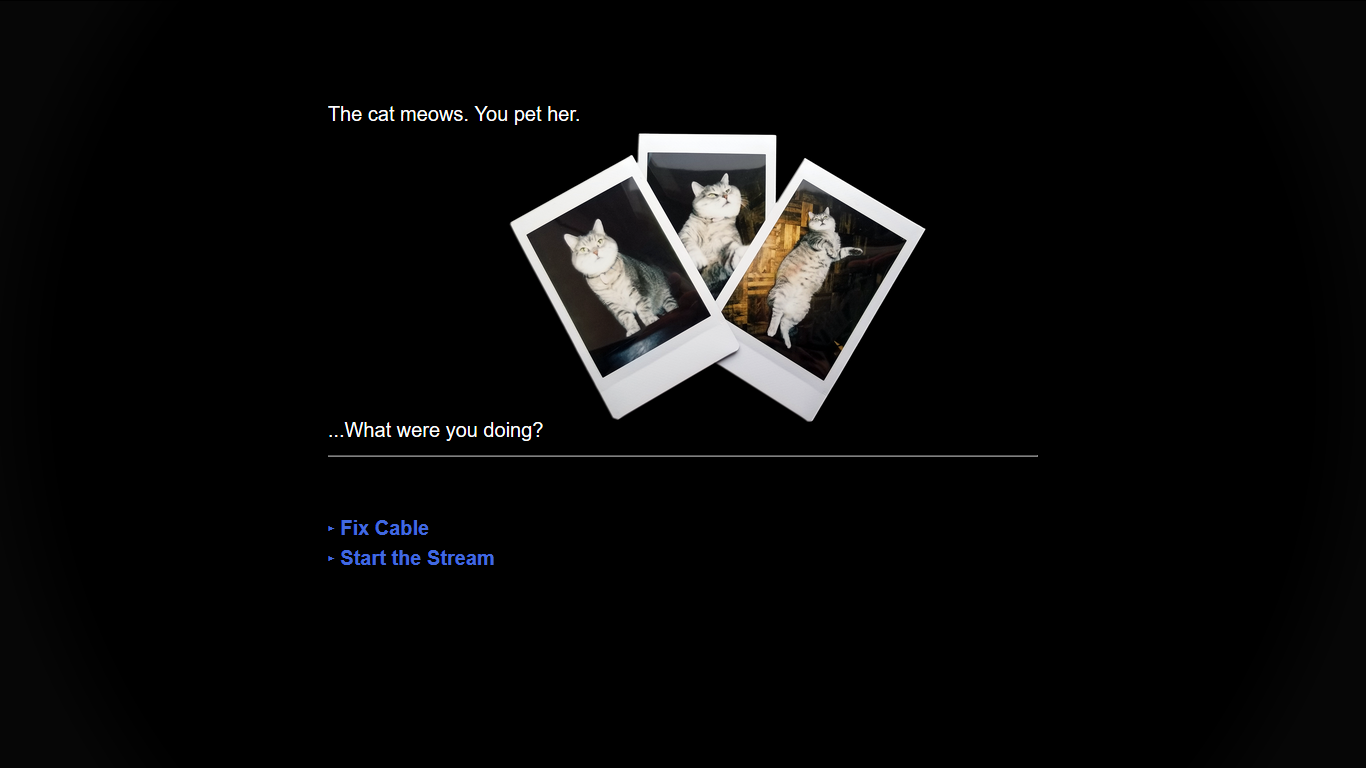 The cat meows. You pet her.
...What were you doing?
▸ Fix Cable
▸ Start the Stream